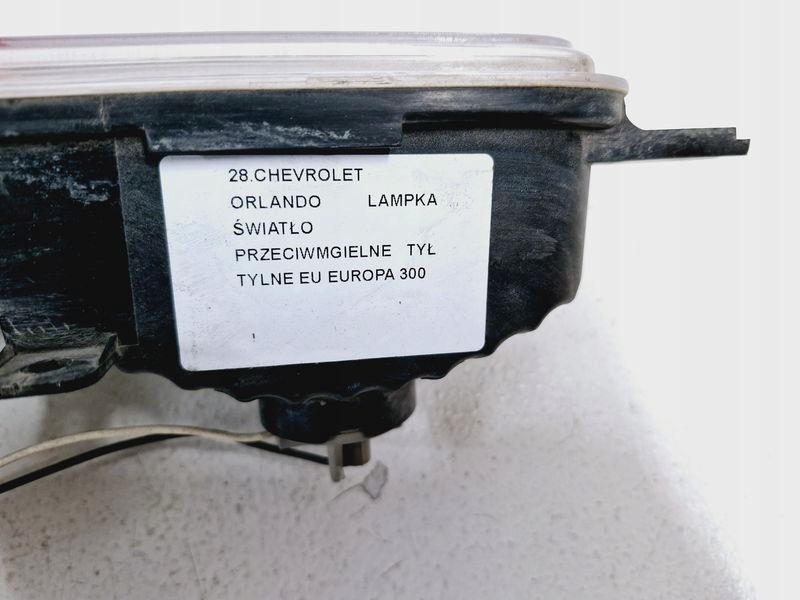 28.CHEVROLET
ORLANDO LAMPKA
ŚWIATŁO
PRZECIWMGIELNE TYŁ
TYLNE EU EUROPA 300